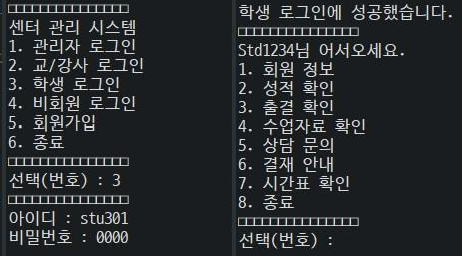 □□□□□□□□□□□□□□□
센터 관리 시스템
1. 관리자 로그인
2. 교/강사 로그인
3. 학생 로그인
4. 비회원 로그인
5. 회원가입
6. 종료
□□□□□□□□□□□□□□□
선택(번호) : 3
□□□□□□□□□□□□□□□
아이디 : stu301
비밀번호 : 0000
학생 로그인에 성공했습니다.
□□□□□□□□□□□□□□□
Std1234님 어서오세요.
1. 회원 정보
2. 성적 확인
3. 출결 확인
4. 수업자료 확인
5. 상담 문의
6. 결재 안내
7. 시간표 확인
8. 종료
□□□□□□□□□□□□□□□
선택(번호) :